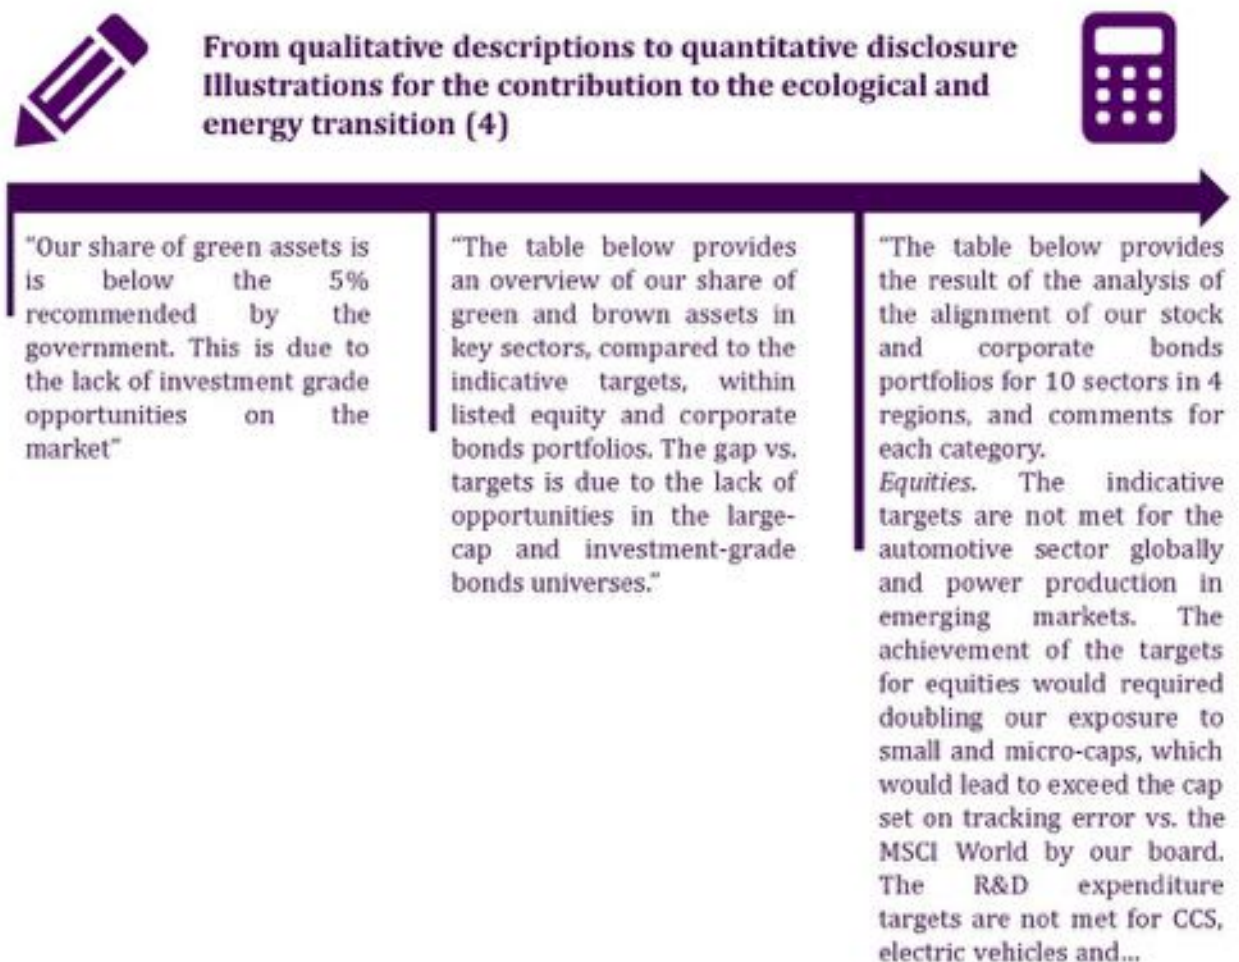 From qualitative descriptions to quantitative disclosure
Illustrations for the contribution to the ecological and
energy transition (4)
“Our share of green assets is
is below the 5%
recommended by the
government. This is due to
the lack of investment grade
opportunities on the
market”
“The table below provides
an overview of our share of
green and brown assets in
key sectors, compared to the
indicative targets, within
listed equity and corporate
bonds portfolios. The gap vs.
targets is due to the lack of
opportunities in the large-
cap and investment-grade
bonds universes.”
“The table below provides
the result of the analysis of
the alignment of our stock
and corporate bonds
portfolios for 10 sectors in 4
regions, and comments for
each category.
Equities. The indicative
targets are not met for the
automotive sector globally
and power production in
emerging markets. The
achievement of the targets
for equities would required
doubling our exposure to
small and micro-caps, which
would lead to exceed the cap
set on tracking error vs. the
MSCI World by our board.
The R&D expenditure
targets are not met for CCS,
electric vehicles and...